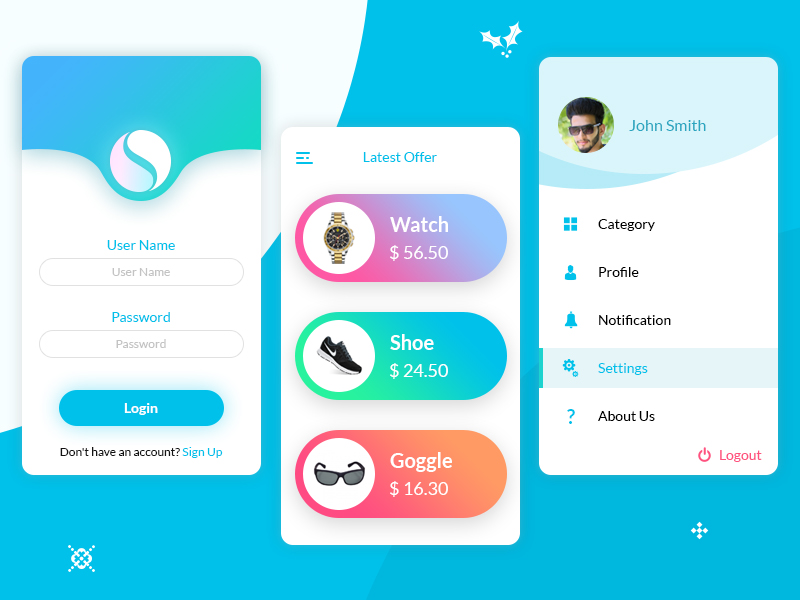 User Name
User Name
Password
Password
Login
Don't have an account? Sign Up
Latest Offer
Watch
$ 56.50
Shoe
$ 24.50
Goggle
$ 16.30
John Smith
Category
Profile
Notification
Settings
? About Us
Logout